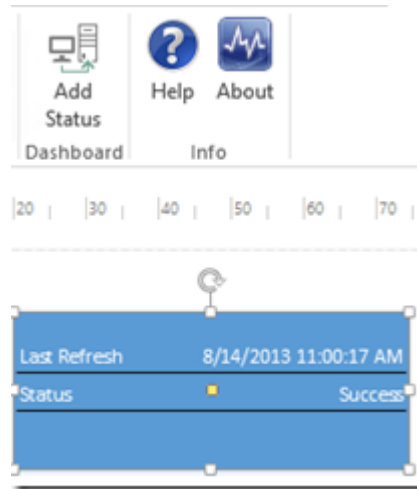 Add Status
Help
About
Dashboard
Info
20 30 40 50 60 70
Last Refresh 8/14/2013 11:00:17 AM
Status Success